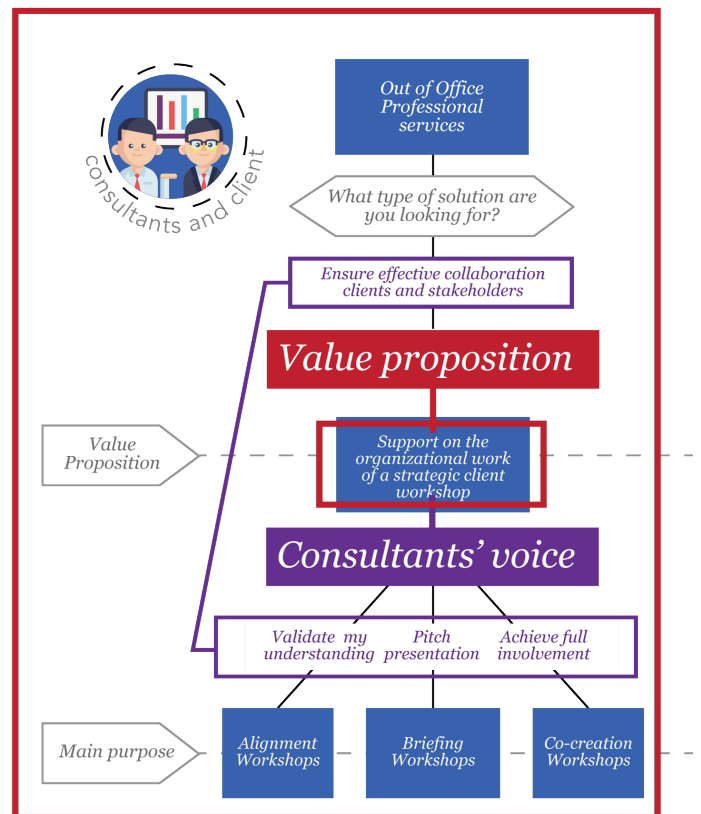 Out of Office
Professional
services
consultants and client
What type of solution are
you looking for?
Ensure effective collaboration
clients and stakeholders
Value proposition
Value
Proposition
Support on the
organizational work
of a strategic client
workshop
Consultants’ voice
Validate my
understanding
Pitch
presentation
Achieve full
involvement
Main purpose
Alignment
Workshops
Briefing
Workshops
Co-creation
Workshops